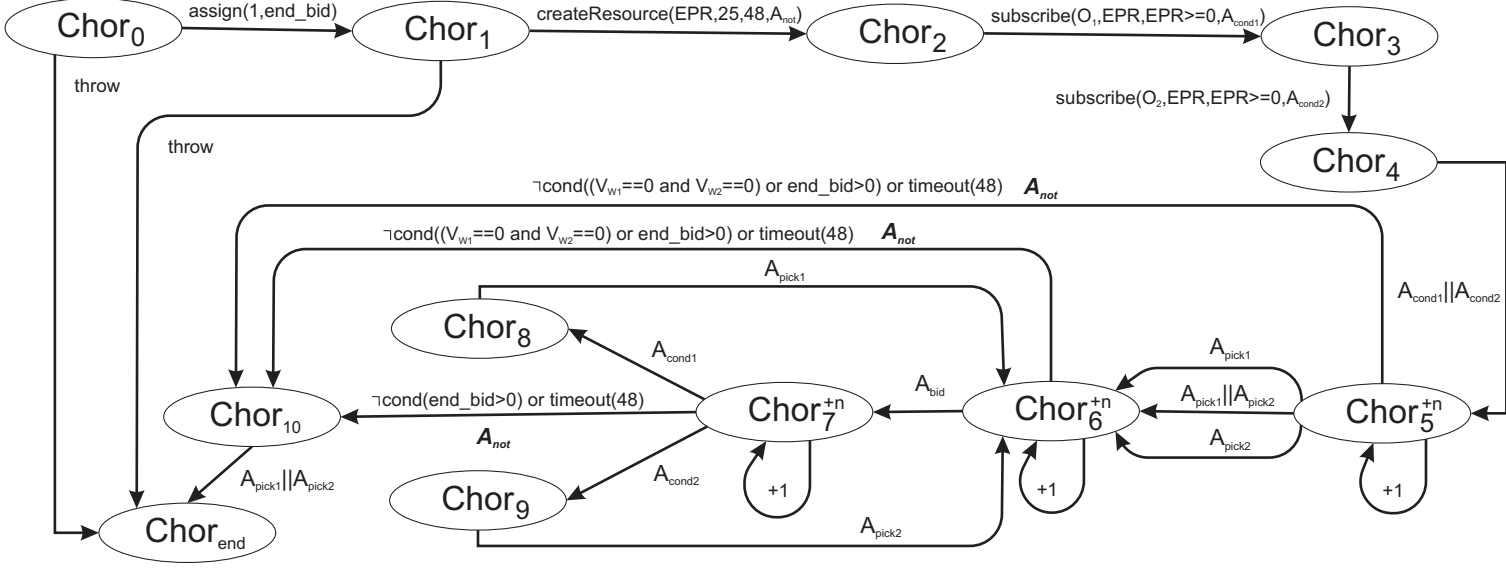 Chor0
assign(1,end_bid)
Chor1
createResource(EPR,25,48,Anot)
Chor2
subscribe(O1,EPR,EPR>=0,Acond1)
Chor3
throw
subscribe(O2,EPR,EPR>=0,Acond2)
throw
Chor4
¬cond((VW1==0 and VW2==0) or end_bid>0) or timeout(48) Anot
¬cond((VW1==0 and VW2==0) or end_bid>0) or timeout(48) Anot
Apick1
Acond1||Acond2
Chor8
Acond1
Apick1
¬cond(end_bid>0) or timeout(48)
Abid
Apick1||Apick2
Chor10
Chor7+n
Chor6+n
Chor5+n
Anot
Apick2
Apick1||Apick2
Acond2
+1
+1
+1
Chor9
Chorend
Apick2